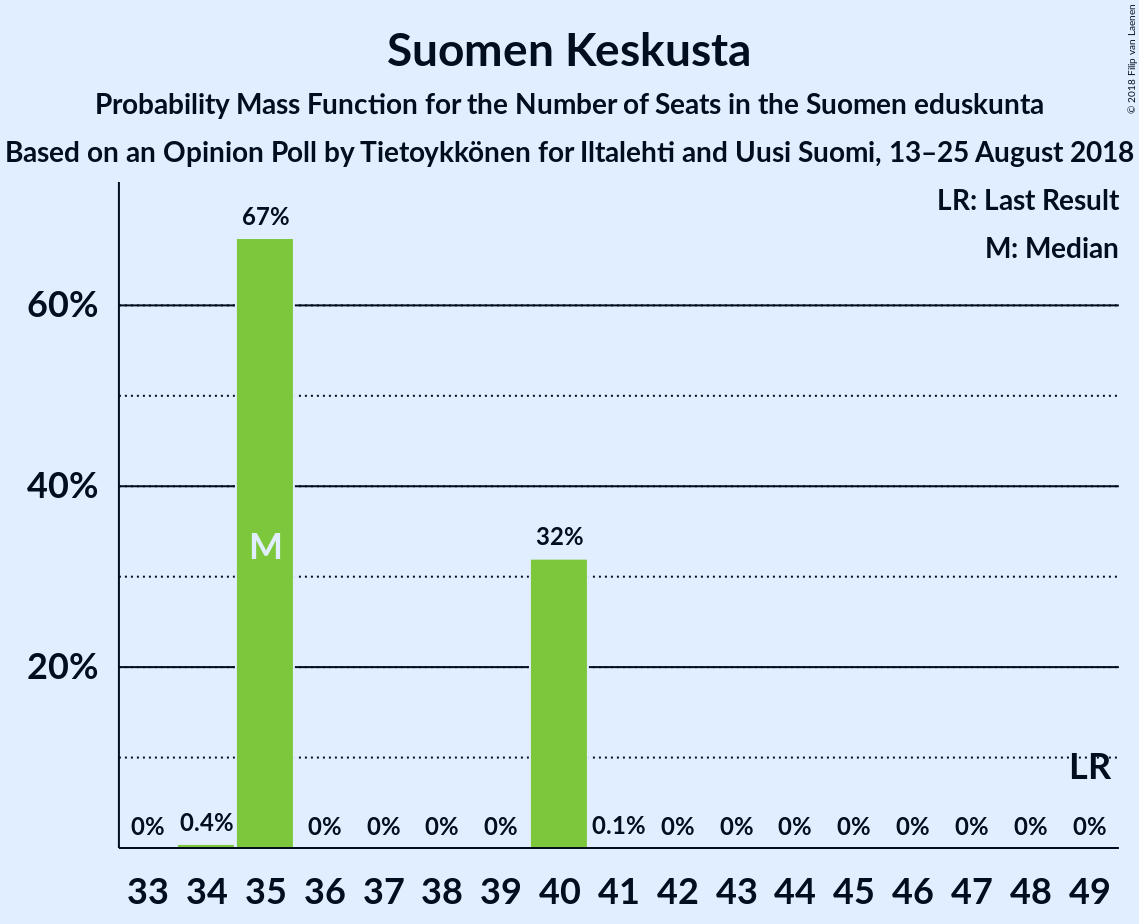 Suomen Keskusta
Probability Mass Function for the Number of Seats in the Suomen eduskunta
Based on an Opinion Poll by Tietoykkönen for Iltalehti and Uusi Suomi, 13–25 August 2018
© 2018 Filip van Laenen
LR: Last Result
M: Median
60%
40%
20%
67%
M
32%
LR
0% 0.4% 0% 0% 0% 0% 0.1% 0% 0% 0% 0% 0% 0% 0% 0%
33 34 35 36 37 38 39 40 41 42 43 44 45 46 47 48 49